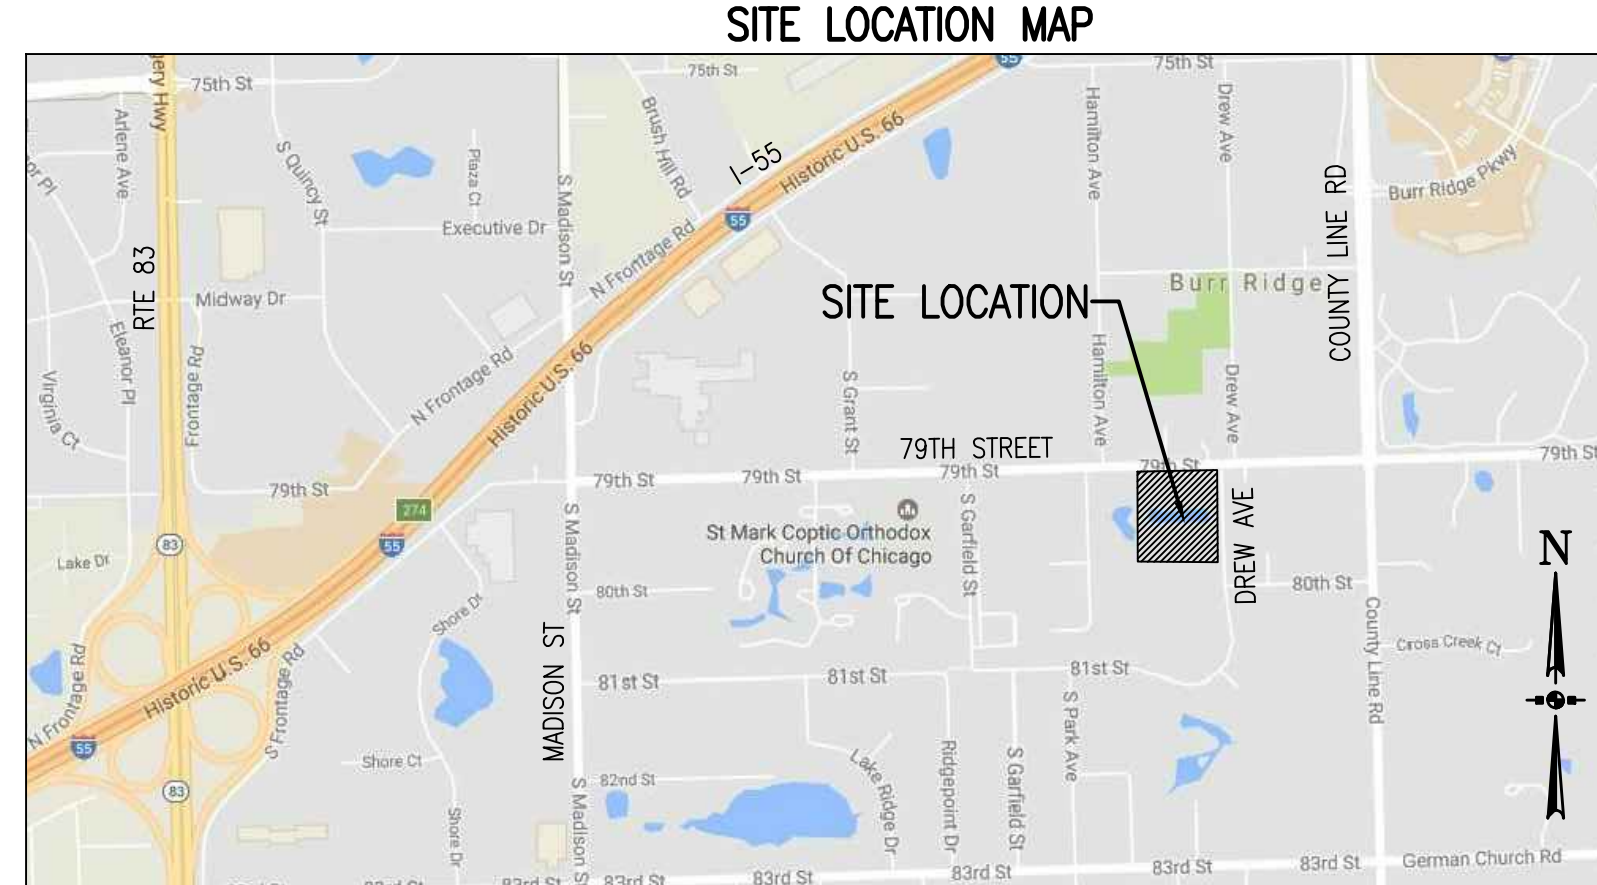 SITE LOCATION MAP
55
75th St
75th St
75th St
Hwy
Arlene Ave
S Quincy St
Plaza Ct
S Madison St
Brush Hill Rd
I-55
Historic U.S. 66
Hamilton Ave
Drew Ave
COUNTY LINE RD
Burr Ridge Pkwy
55
Executive Dr
N Frontage Rd
RTE 83
Midway Dr
SITE LOCATION
Burr Ridge
Eleanor Pl
Virginia Ct
Frontage Rd
N Frontage Rd
Historic U.S. 66
S Grant St
Hamilton Ave
Drew Ave
79TH STREET
79th St
79th St
79th St
79th St
79th St
79th St
274
55
83
Lake Dr
St Mark Coptic Orthodox
Church Of Chicago
S Garfield St
DREW AVE
N
S Madison St
80th St
80th St
Shore Dr
MADISON ST
County Line Rd
Cross Creek Ct
N Frontage Rd
Historic U.S. 66
S Frontage Rd
81st St
81st St
81st St
55
83
Shore Ct
S Park Ave
82nd St
Lake Ridge Dr
Ridgepoint Dr
S Garfield St
S Madison St
Shore Dr
83rd St
83rd St
83rd St
83rd St
83rd St
German Church Rd